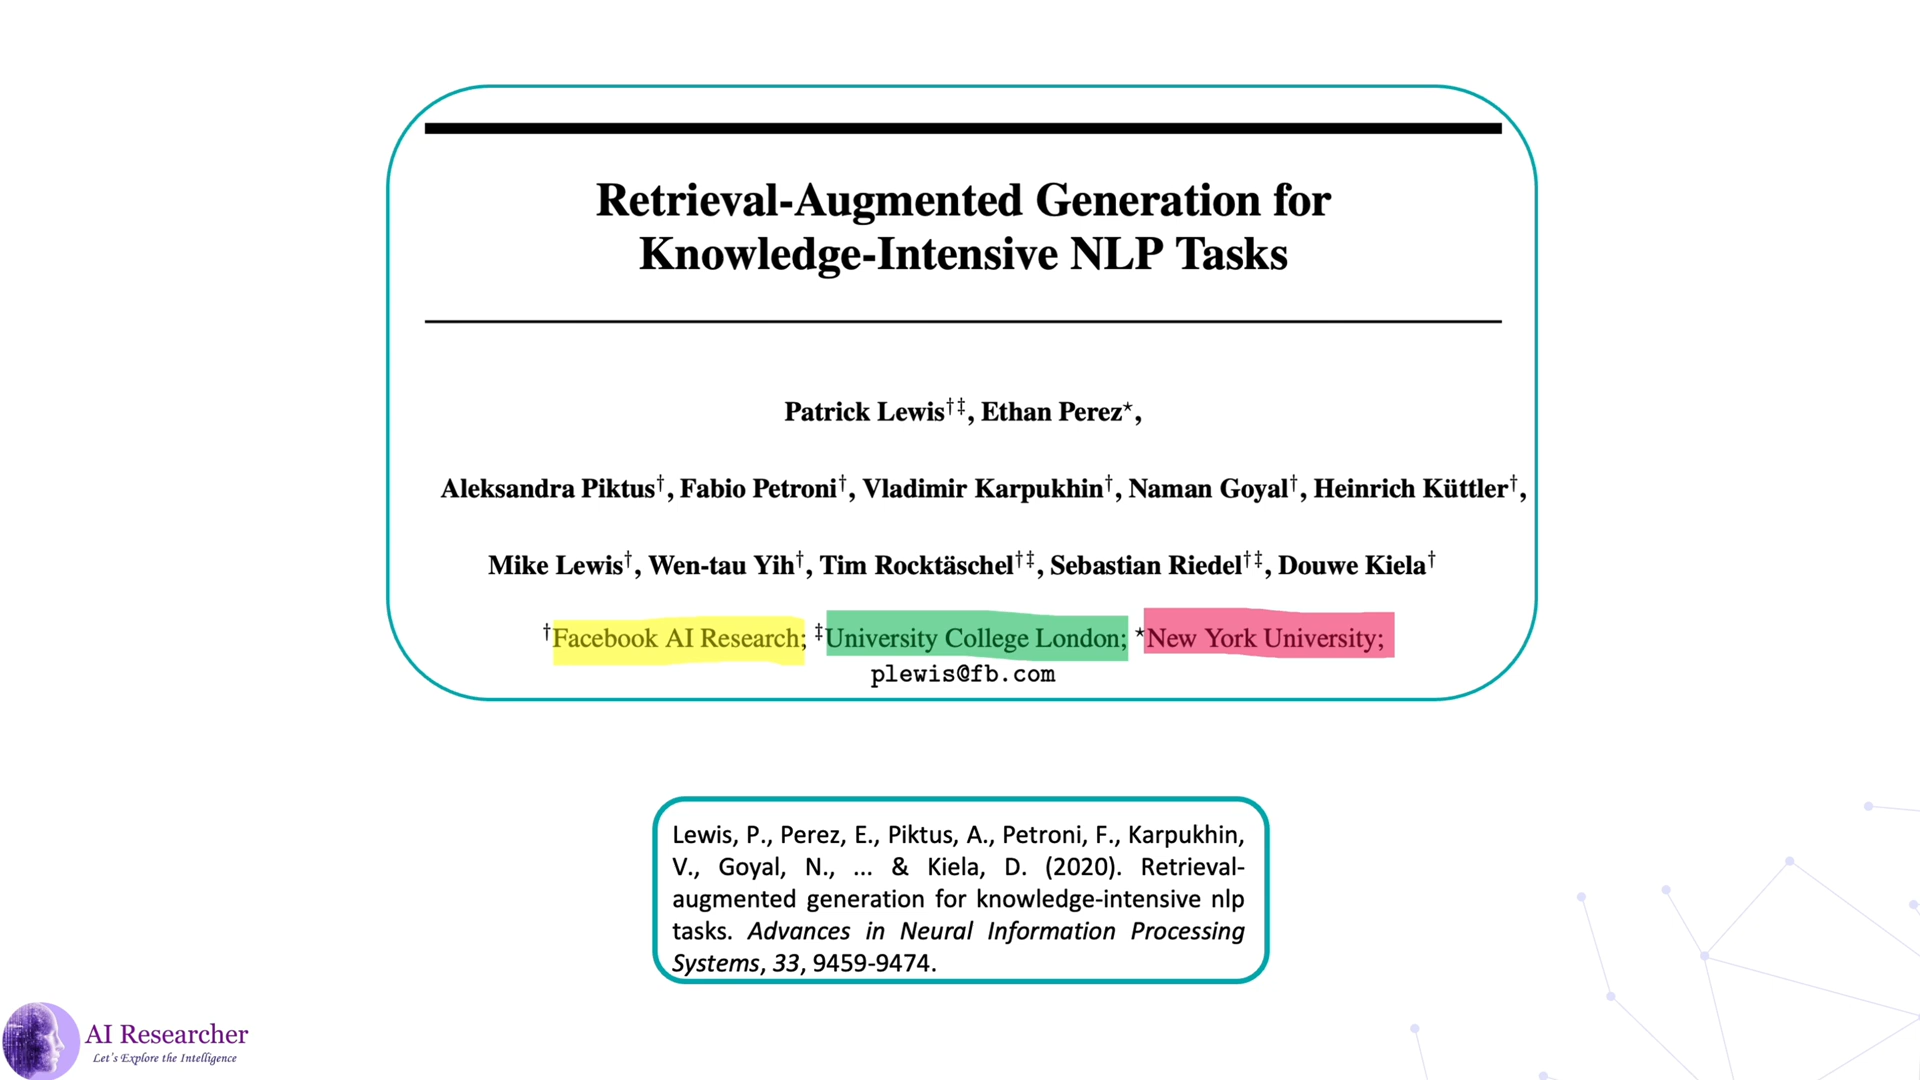 Retrieval-Augmented Generation for
Knowledge-Intensive NLP Tasks
Patrick Lewis†‡, Ethan Perez⋆,
Aleksandra Piktus†, Fabio Petroni†, Vladimir Karpukhin†, Naman Goyal†, Heinrich Küttler†,
Mike Lewis†, Wen-tau Yih†, Tim Rocktäschel†‡, Sebastian Riedel†‡, Douwe Kiela†
†Facebook AI Research; ‡University College London; ⋆New York University;
plewis@fb.com
Lewis, P., Perez, E., Piktus, A., Petroni, F., Karpukhin,
V., Goyal, N., ... & Kiela, D. (2020). Retrieval-
augmented generation for knowledge-intensive nlp
tasks. Advances in Neural Information Processing
Systems, 33, 9459-9474.
AI Researcher
Let's Explore the Intelligence